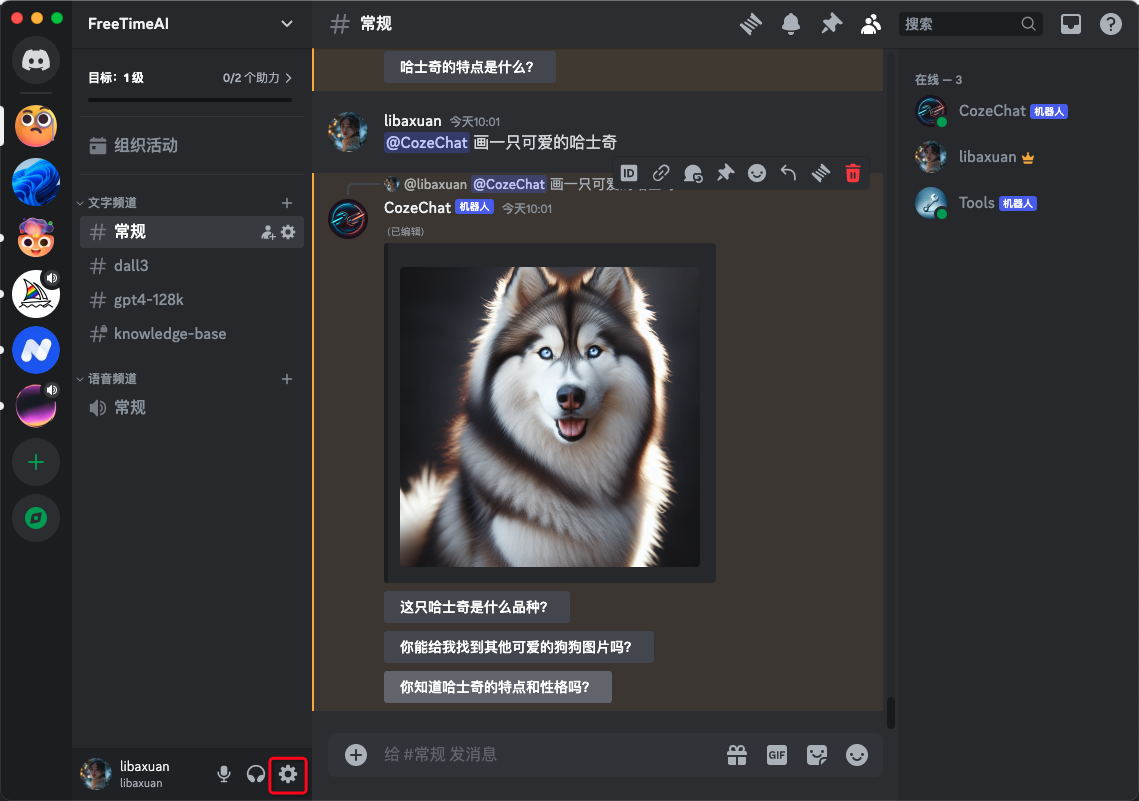 FreeTimeAI
目标：1 级
0/2 个助力
组织活动
文字频道
常规
dall3
gpt4-128k
knowledge-base
语音频道
常规
libaxuan
libaxuan
常规
搜索
哈士奇的特点是什么？
libaxuan 今天10:01
@CozeChat 画一只可爱的哈士奇
@libaxuan @CozeChat 画一只可爱
ID
CozeChat 机器人 今天10:01
(已编辑)
这只哈士奇是什么品种？
你能给我找到其他可爱的狗狗图片吗？
你知道哈士奇的特点和性格吗？
给 #常规 发消息
GIF
在线 — 3
CozeChat 机器人
libaxuan
Tools 机器人